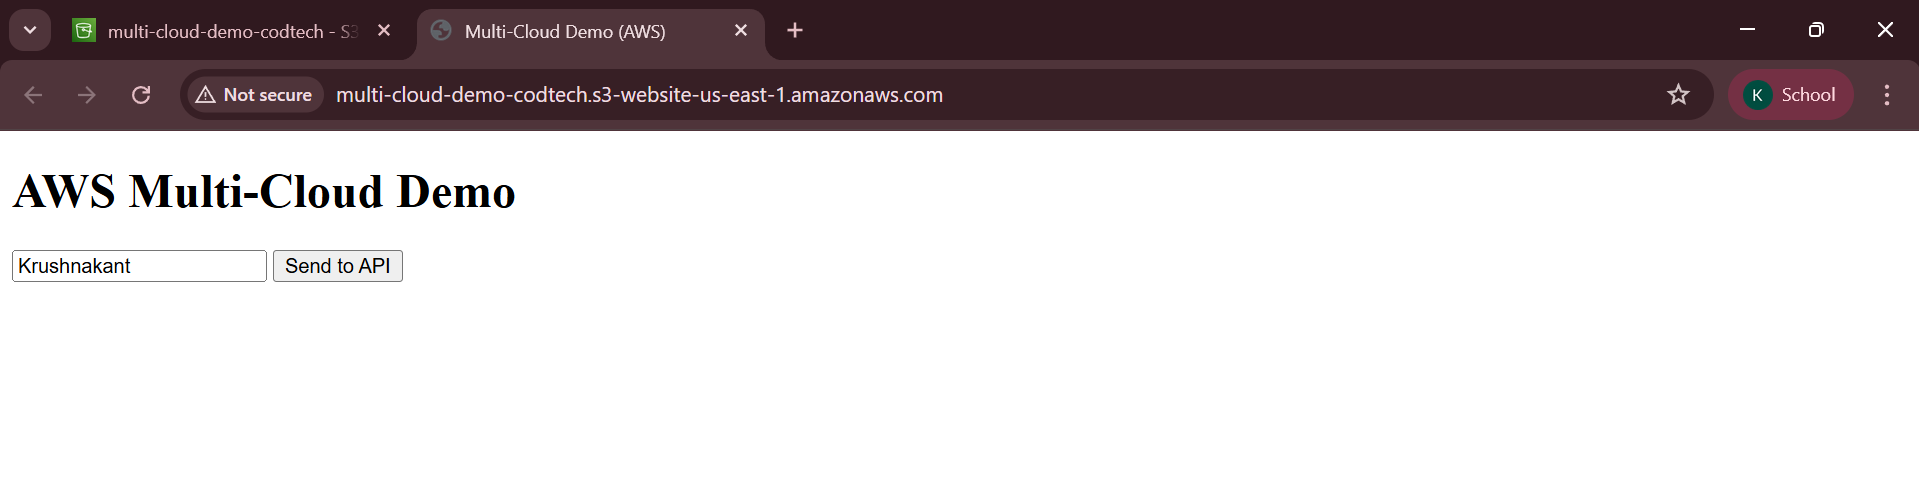 multi-cloud-demo-codtech - S3
Multi-Cloud Demo (AWS)
Not secure
multi-cloud-demo-codtech.s3-website-us-east-1.amazonaws.com
K
School
AWS Multi-Cloud Demo
Krushnakant
Send to API